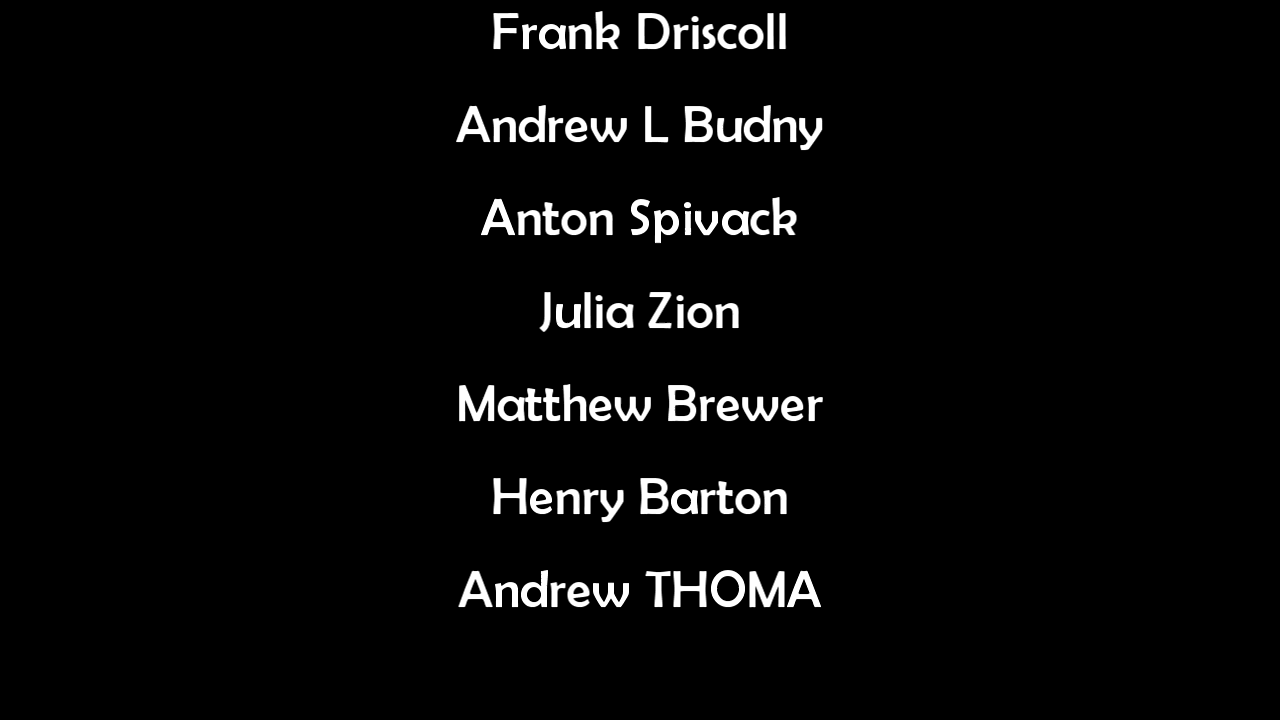 Frank Driscoll
Andrew L Budny
Anton Spivack
Julia Zion
Matthew Brewer
Henry Barton
Andrew THOMA